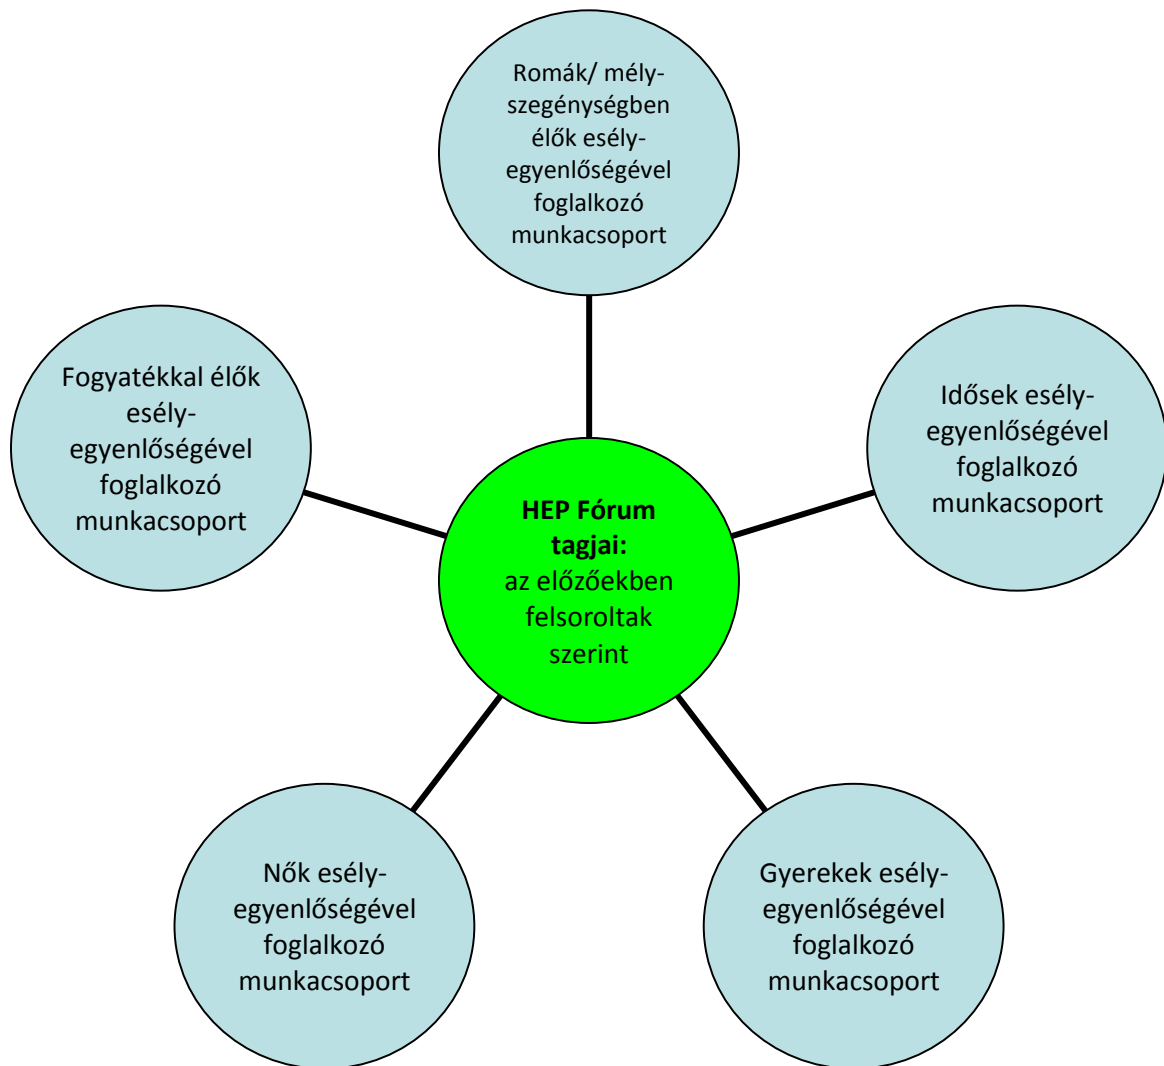 Romák/ mély-
szegénységben
élők esély-
egyenlőségével
foglalkozó
munkacsoport
Fogyatékkal élők
esély-
egyenlőségével
foglalkozó
munkacsoport
Idősek esély-
egyenlőségével
foglalkozó
munkacsoport
HEP Fórum
tagjai:
az előzőekben
felsoroltak
szerint
Nők esély-
egyenlőségével
foglalkozó
munkacsoport
Gyerekek esély-
egyenlőségével
foglalkozó
munkacsoport